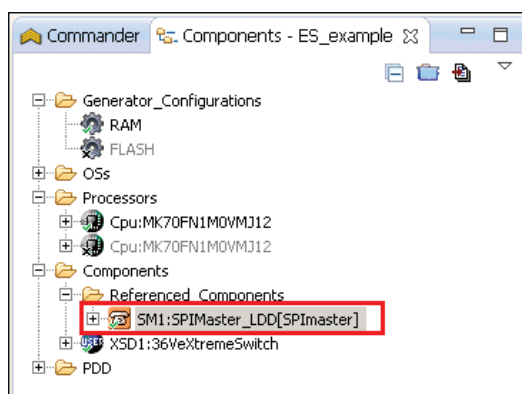 Commander Components - ES_example
Generator_Configurations
RAM
FLASH
OSs
Processors
Cpu:MK70FN1M0VMJ12
Cpu:MK70FN1M0VMJ12
Components
Referenced_Components
SM1:SPIMaster_LDD[SPImaster]
USER XSD1:36VeXtremeSwitch
PDD